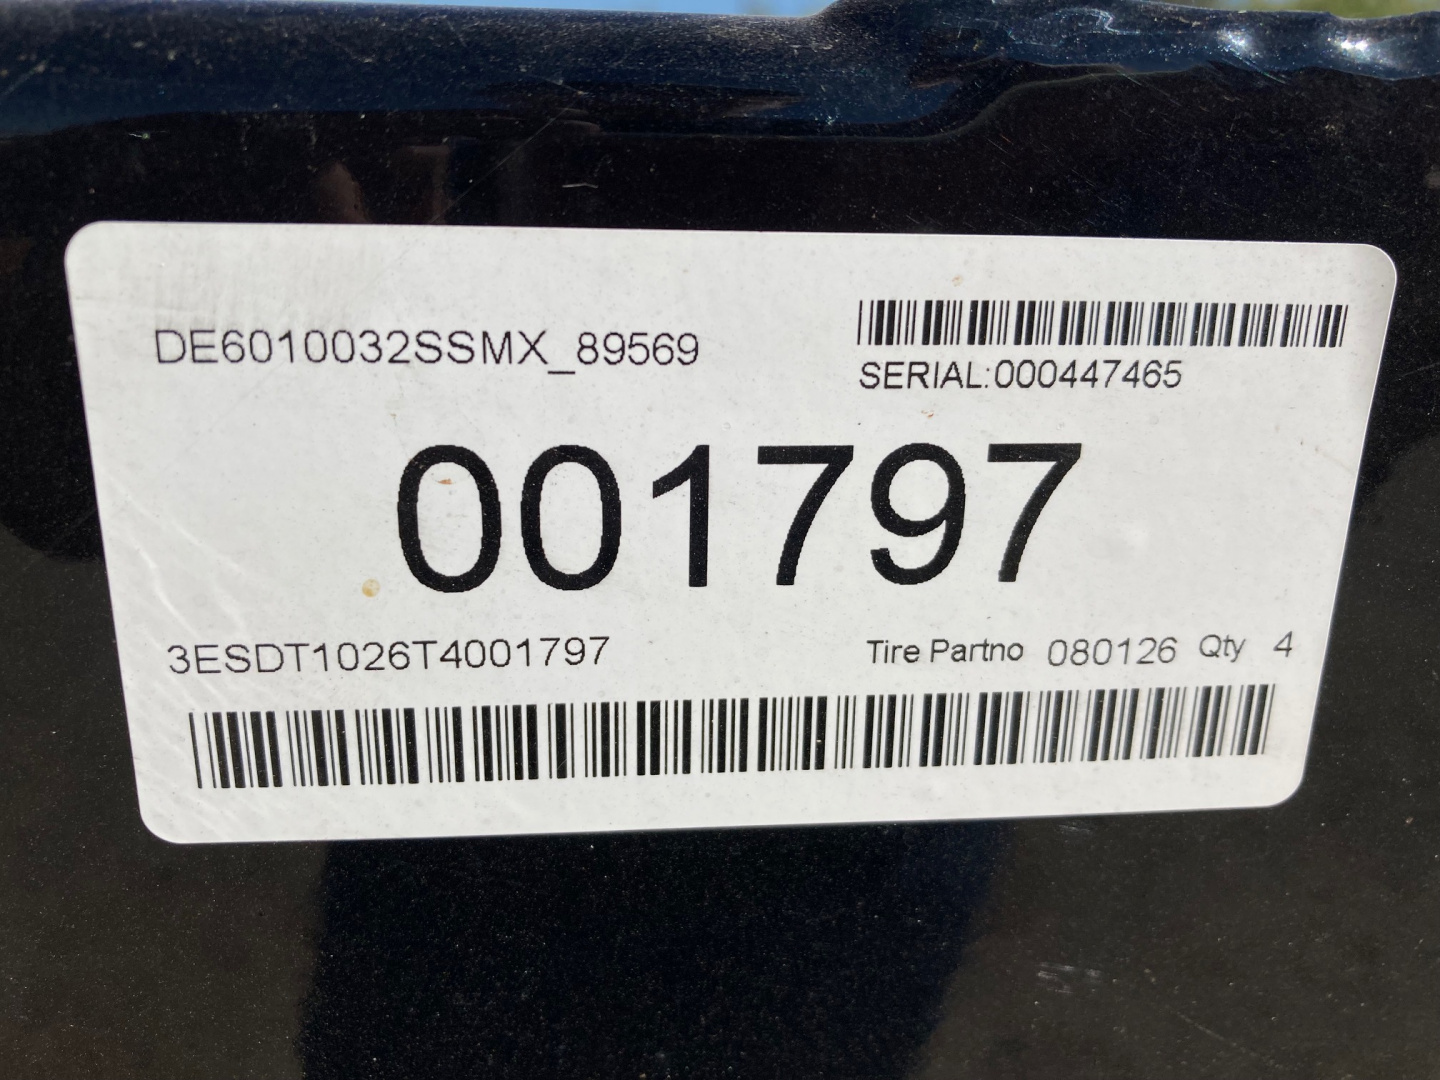 DE6010032SSMX_89569
SERIAL:000447465
001797
3ESDT1026T4001797
Tire Partno 080126 Qty 4